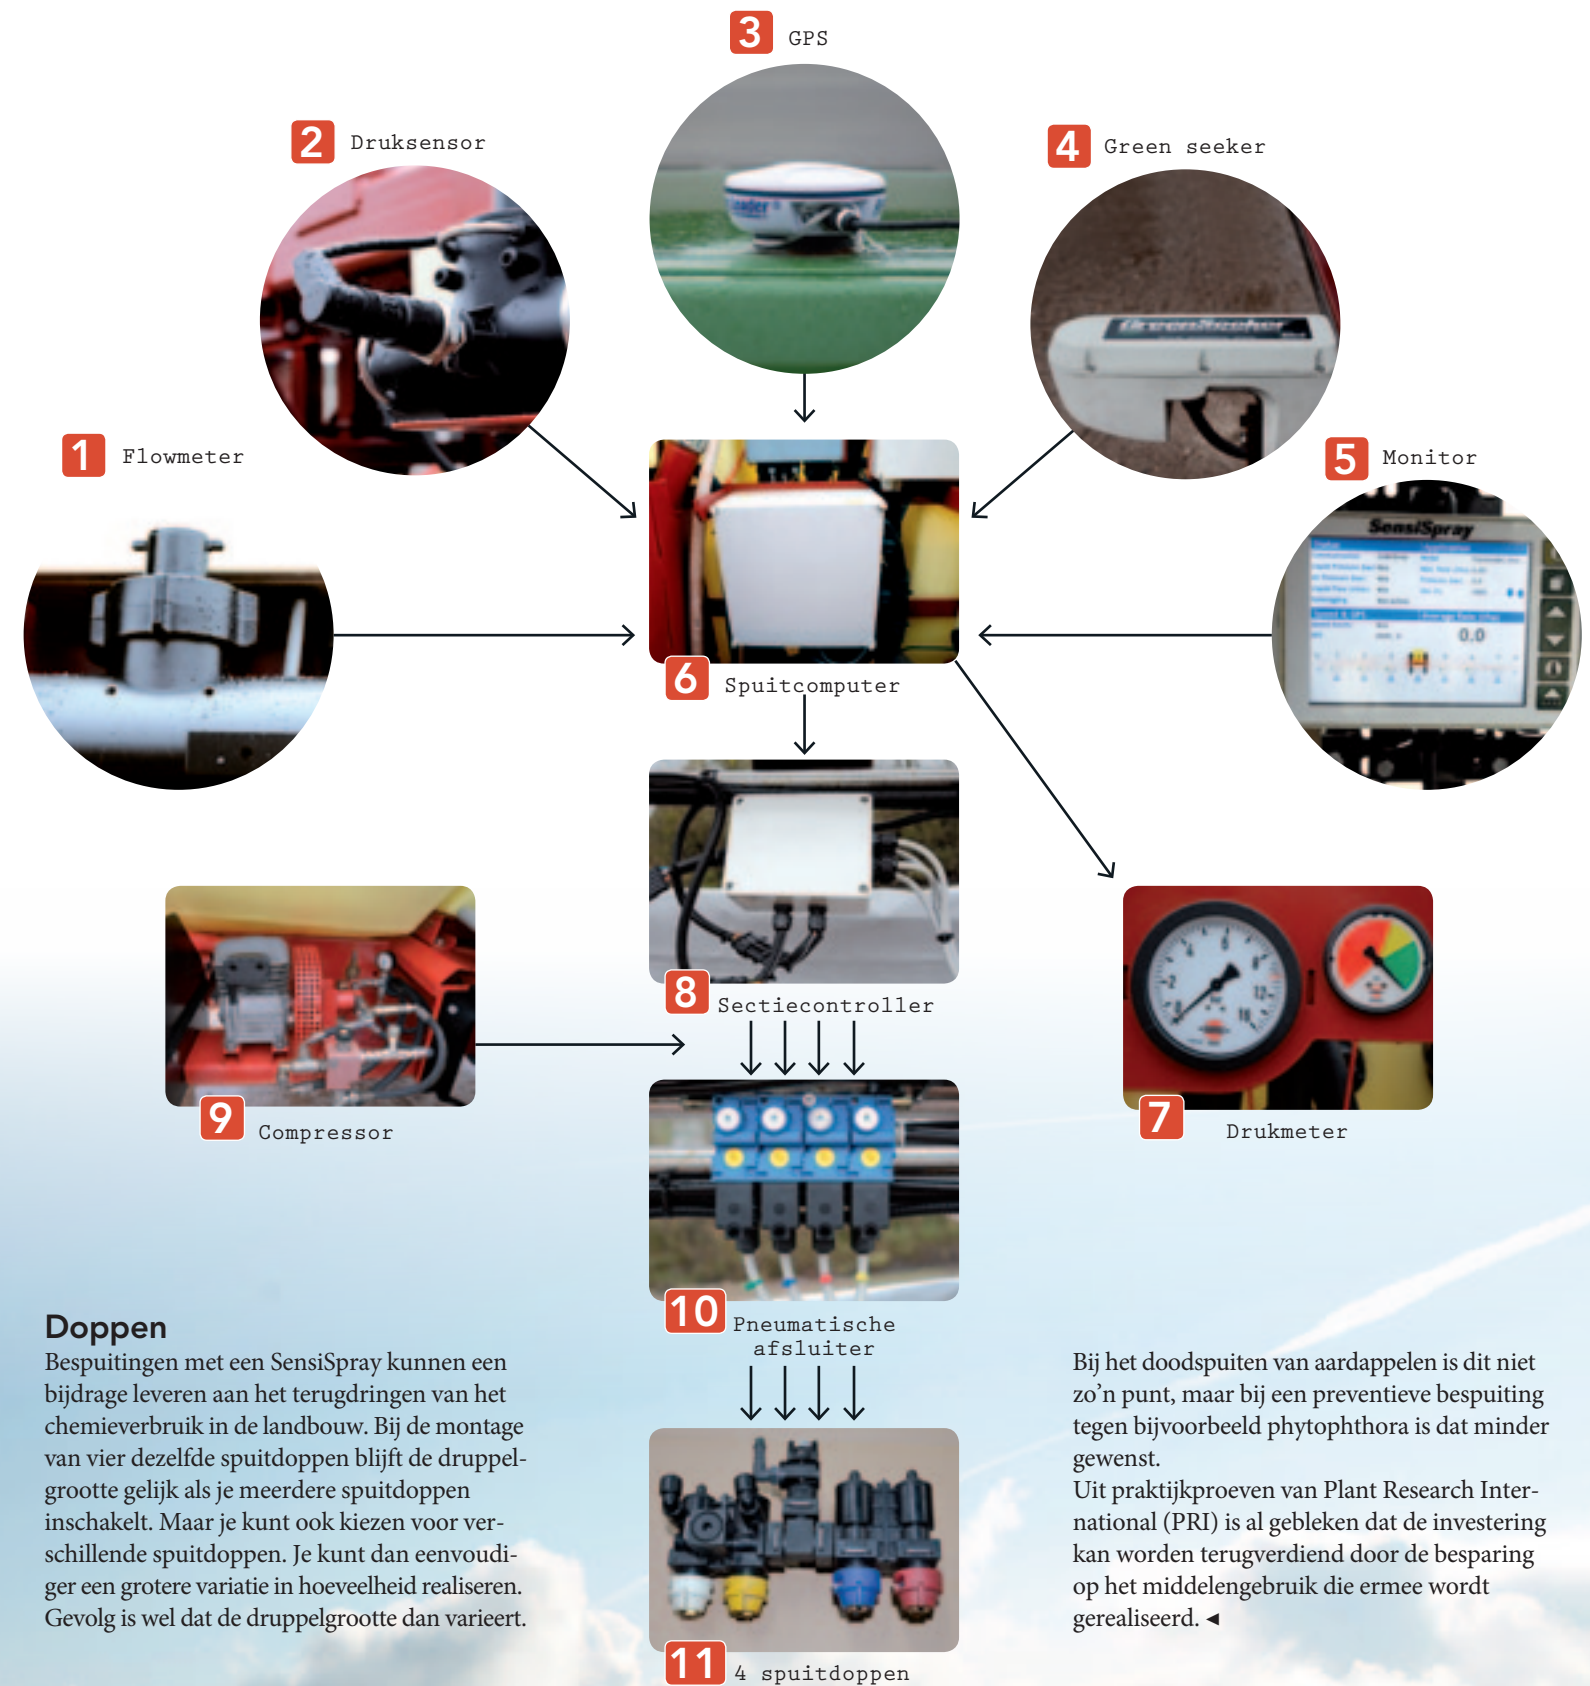 3 GPS
2 Druksensor
4 Green seeker
Leader
GreenSeeker
1 Flowmeter
5 Monitor
SensiSpray
0.0
6 Spuitcomputer
8 Sectiecontroller
9 Compressor
7 Drukmeter
10 Pneumatische
afsluiter
11 4 spuitdoppen
Doppen
Bespuitingen met een SensiSpray kunnen een
bijdrage leveren aan het terugdringen van het
chemieverbruik in de landbouw. Bij de montage
van vier dezelfde spuitdoppen blijft de druppel-
grootte gelijk als je meerdere spuitdoppen
inschakelt. Maar je kunt ook kiezen voor ver-
schillende spuitdoppen. Je kunt dan eenvoudi-
ger een grotere variatie in hoeveelheid realiseren.
Gevolg is wel dat de druppelgrootte dan varieert.
Bij het doodspuiten van aardappelen is dit niet
zo’n punt, maar bij een preventieve bespuiting
tegen bijvoorbeeld phytophthora is dat minder
gewenst.
Uit praktijkproeven van Plant Research Inter-
national (PRI) is al gebleken dat de investering
kan worden terugverdiend door de besparing
op het middelengebruik die ermee wordt
gerealiseerd. ◄